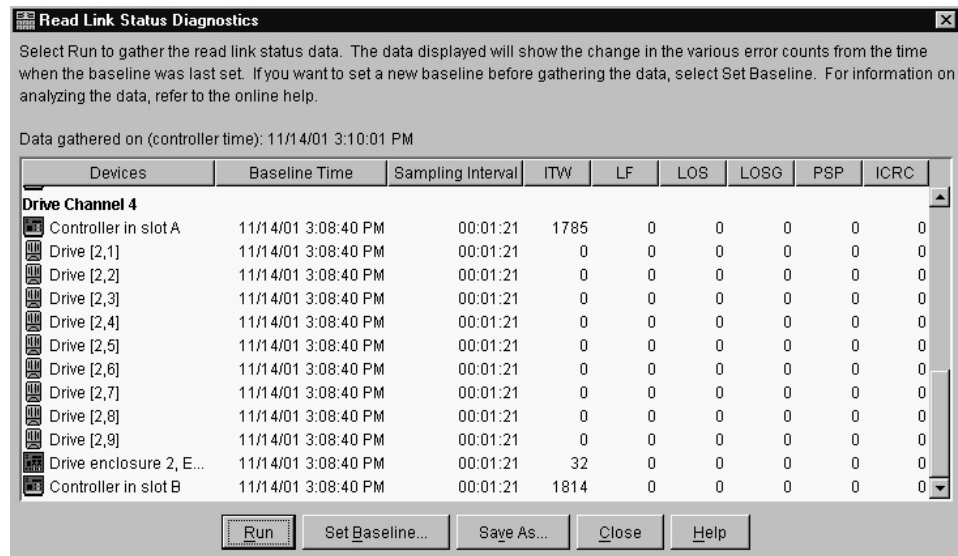 Read Link Status Diagnostics
Select Run to gather the read link status data. The data displayed will show the change in the various error counts from the time
when the baseline was last set. If you want to set a new baseline before gathering the data, select Set Baseline. For information on
analyzing the data, refer to the online help.
Data gathered on (controller time): 11/14/01 3:10:01 PM
Devices Baseline Time Sampling Interval ITW LF LOS LOSG PSP ICRC
Drive Channel 4
Controller in slot A 11/14/01 3:08:40 PM 00:01:21 1785 0 0 0 0 0
Drive [2,1] 11/14/01 3:08:40 PM 00:01:21 0 0 0 0 0 0
Drive [2,2] 11/14/01 3:08:40 PM 00:01:21 0 0 0 0 0 0
Drive [2,3] 11/14/01 3:08:40 PM 00:01:21 0 0 0 0 0 0
Drive [2,4] 11/14/01 3:08:40 PM 00:01:21 0 0 0 0 0 0
Drive [2,5] 11/14/01 3:08:40 PM 00:01:21 0 0 0 0 0 0
Drive [2,6] 11/14/01 3:08:40 PM 00:01:21 0 0 0 0 0 0
Drive [2,7] 11/14/01 3:08:40 PM 00:01:21 0 0 0 0 0 0
Drive [2,8] 11/14/01 3:08:40 PM 00:01:21 0 0 0 0 0 0
Drive [2,9] 11/14/01 3:08:40 PM 00:01:21 0 0 0 0 0 0
Drive enclosure 2, E... 11/14/01 3:08:40 PM 00:01:21 32 0 0 0 0 0
Controller in slot B 11/14/01 3:08:40 PM 00:01:21 1814 0 0 0 0 0
Run Set Baseline... Save As... Close Help